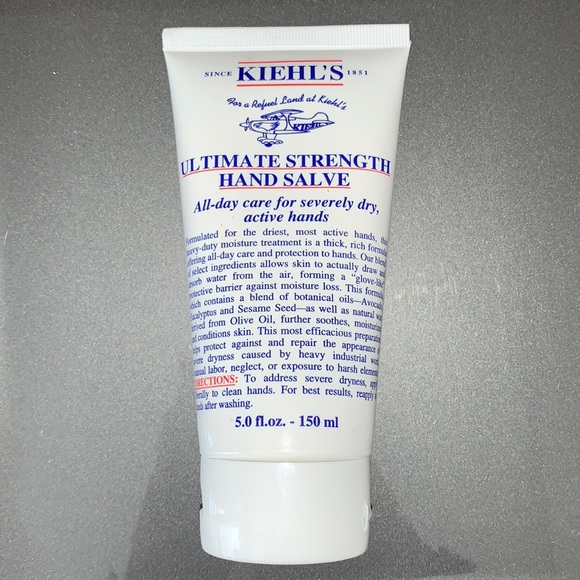 SINCE KIEHL'S 1851
For a Refuel Land at Kiehl's
KIEHL'S
ULTIMATE STRENGTH
HAND SALVE
All-day care for severely dry,
active hands
Formulated for the driest, most active hands,
heavy-duty moisture treatment is a thick, rich formula
offering all-day care and protection to hands. Our blend
of select ingredients allows skin to actually draw and
absorb water from the air, forming a "glove-like"
protective barrier against moisture loss. This formula
which contains a blend of botanical oils—Avocado
Eucalyptus and Sesame Seed—as well as natural wax
derived from Olive Oil, further soothes, moisturizes
and conditions skin. This most efficacious preparation
helps protect against and repair the appearance of
severe dryness caused by heavy industrial work
manual labor, neglect, or exposure to harsh elements
DIRECTIONS: To address severe dryness, apply
liberally to clean hands. For best results, reapply
hands after washing.
5.0 fl.oz. - 150 ml